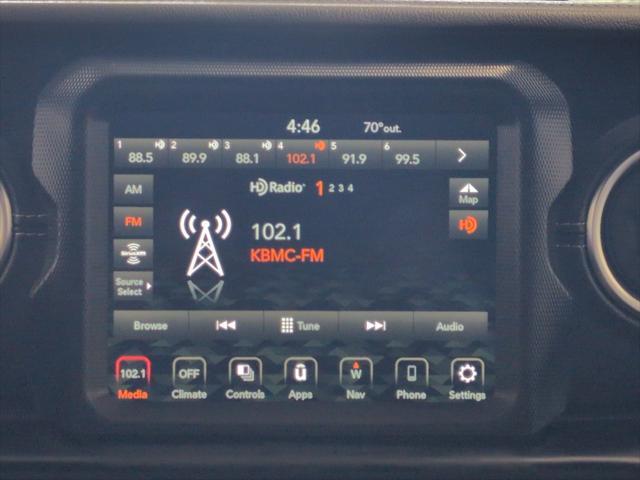 4:46 70°out.
1 2 3 4 5 6
88.5 89.9 88.1 102.1 91.9 99.5
AM HD Radio 1 2 3 4 Map
FM 102.1 HD
SiriusXM KBMC-FM
Source
Select
Browse Tune Audio
102.1 OFF W
Media Climate Controls Apps Nav Phone Settings